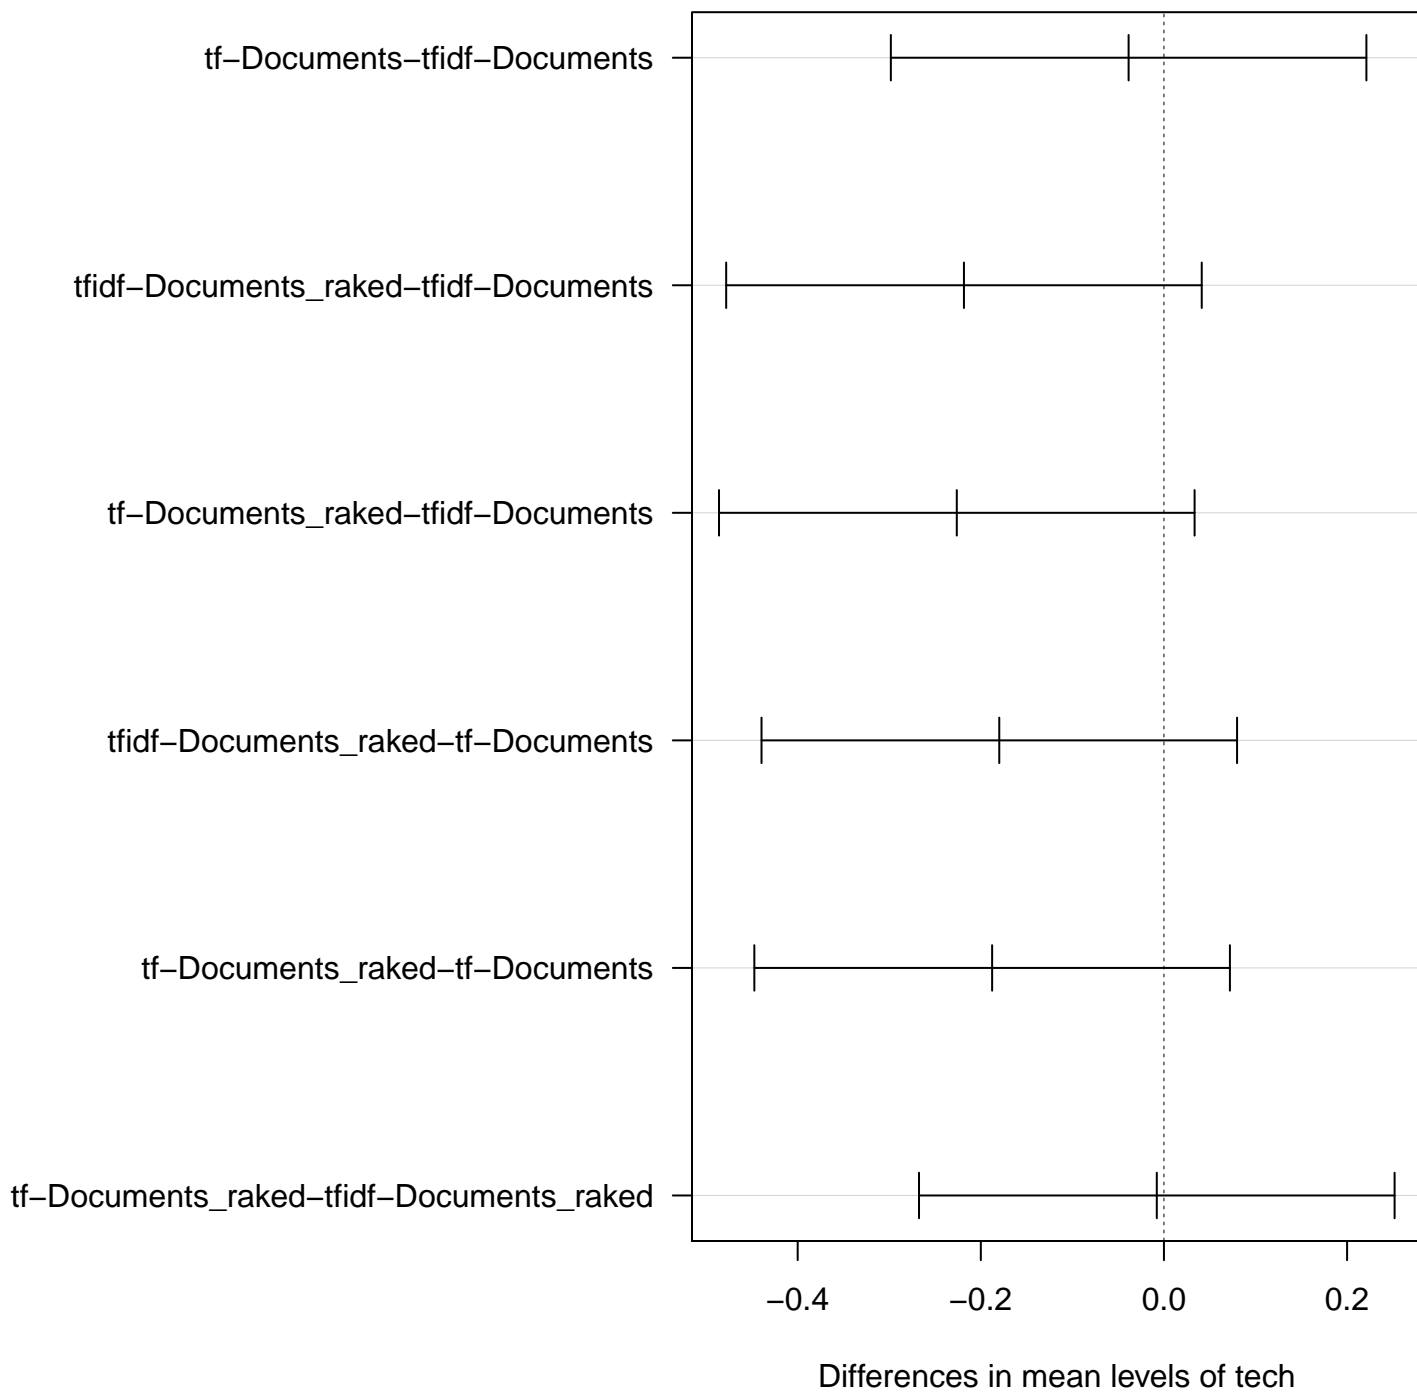 tf−Documents−tfidf−Documents
tfidf−Documents_raked−tfidf−Documents
tf−Documents_raked−tfidf−Documents
tfidf−Documents_raked−tf−Documents
tf−Documents_raked−tf−Documents
tf−Documents_raked−tfidf−Documents_raked
−0.4 −0.2 0.0 0.2
Differences in mean levels of tech